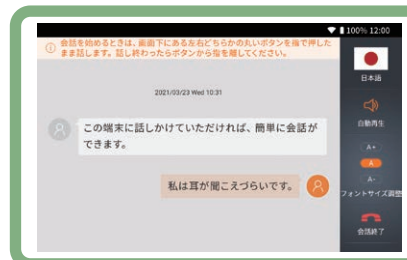 100% 12:00
会話を始めるときは、画面下にある左右どちらかの丸いボタンを指で押した
まま話します。話し終わったらボタンから指を離してください。
2021/03/23 Wed 10:31
この端末に話しかけていただければ、簡単に会話が
できます。
私は耳が聞こえづらいです。
日本語
自動再生
A+
A
A-
フォントサイズ調整
会話終了